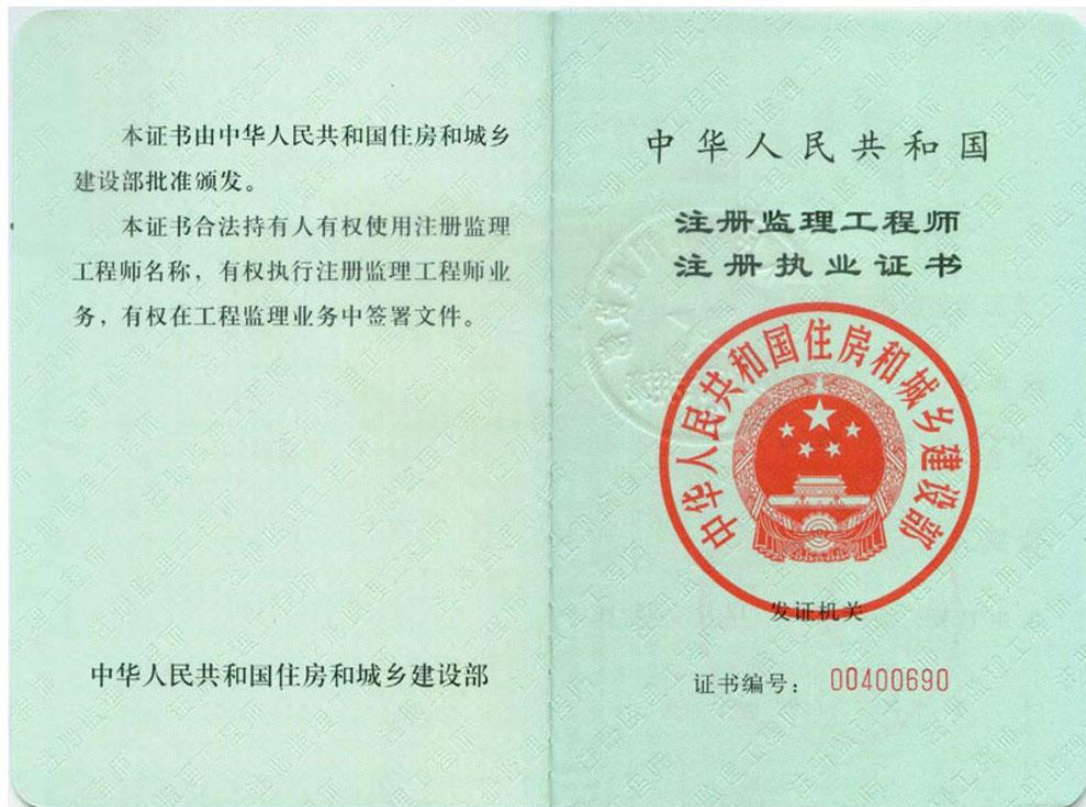 本证书由中华人民共和国住房和城乡
建设部批准颁发。
本证书合法持有人有权使用注册监理
工程师名称，有权执行注册监理工程师业
务，有权在工程监理业务中签署文件。
中华人民共和国住房和城乡建设部
中华人民共和国
注册监理工程师
注册执业证书
中华人民共和国住房和城乡建设部
发证机关
证书编号： 00400690